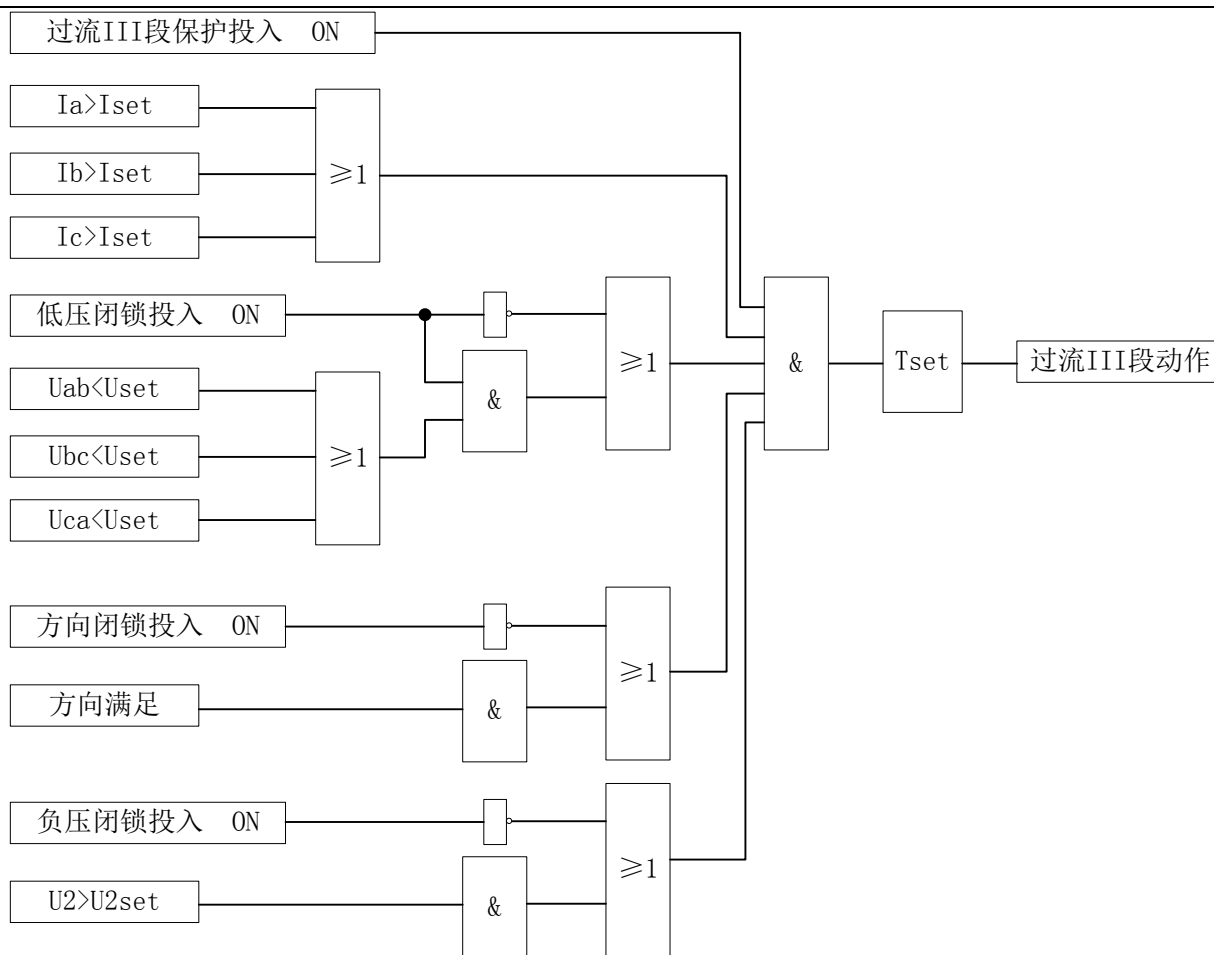 过流III段保护投入 ON
Ia>Iset
Ib>Iset
≥1
Ic>Iset
低压闭锁投入 ON
Uab<Uset
Ubc<Uset
≥1
Uca<Uset
&
≥1
&
Tset
过流III段动作
方向闭锁投入 ON
方向满足
&
≥1
负压闭锁投入 ON
U2>U2set
&
≥1